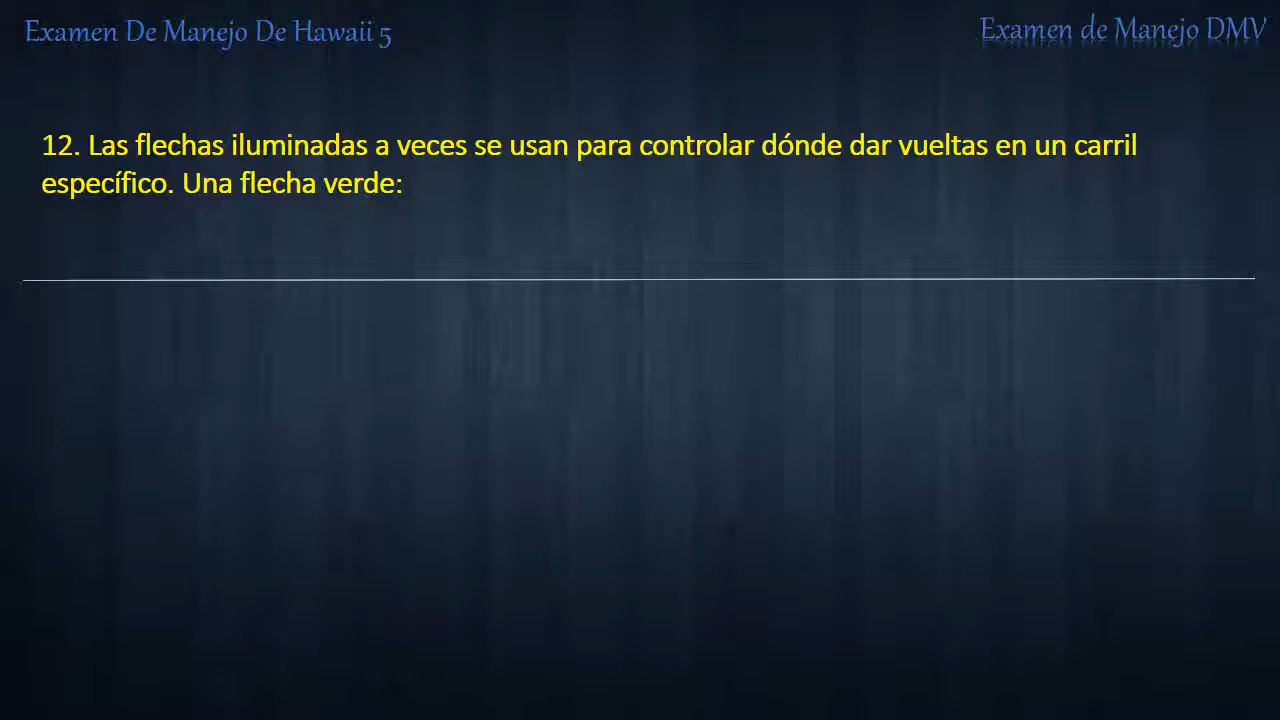 Examen De Manejo De Hawaii 5
Examen de Manejo DMV
12. Las flechas iluminadas a veces se usan para controlar dónde dar vueltas en un carril
específico. Una flecha verde: